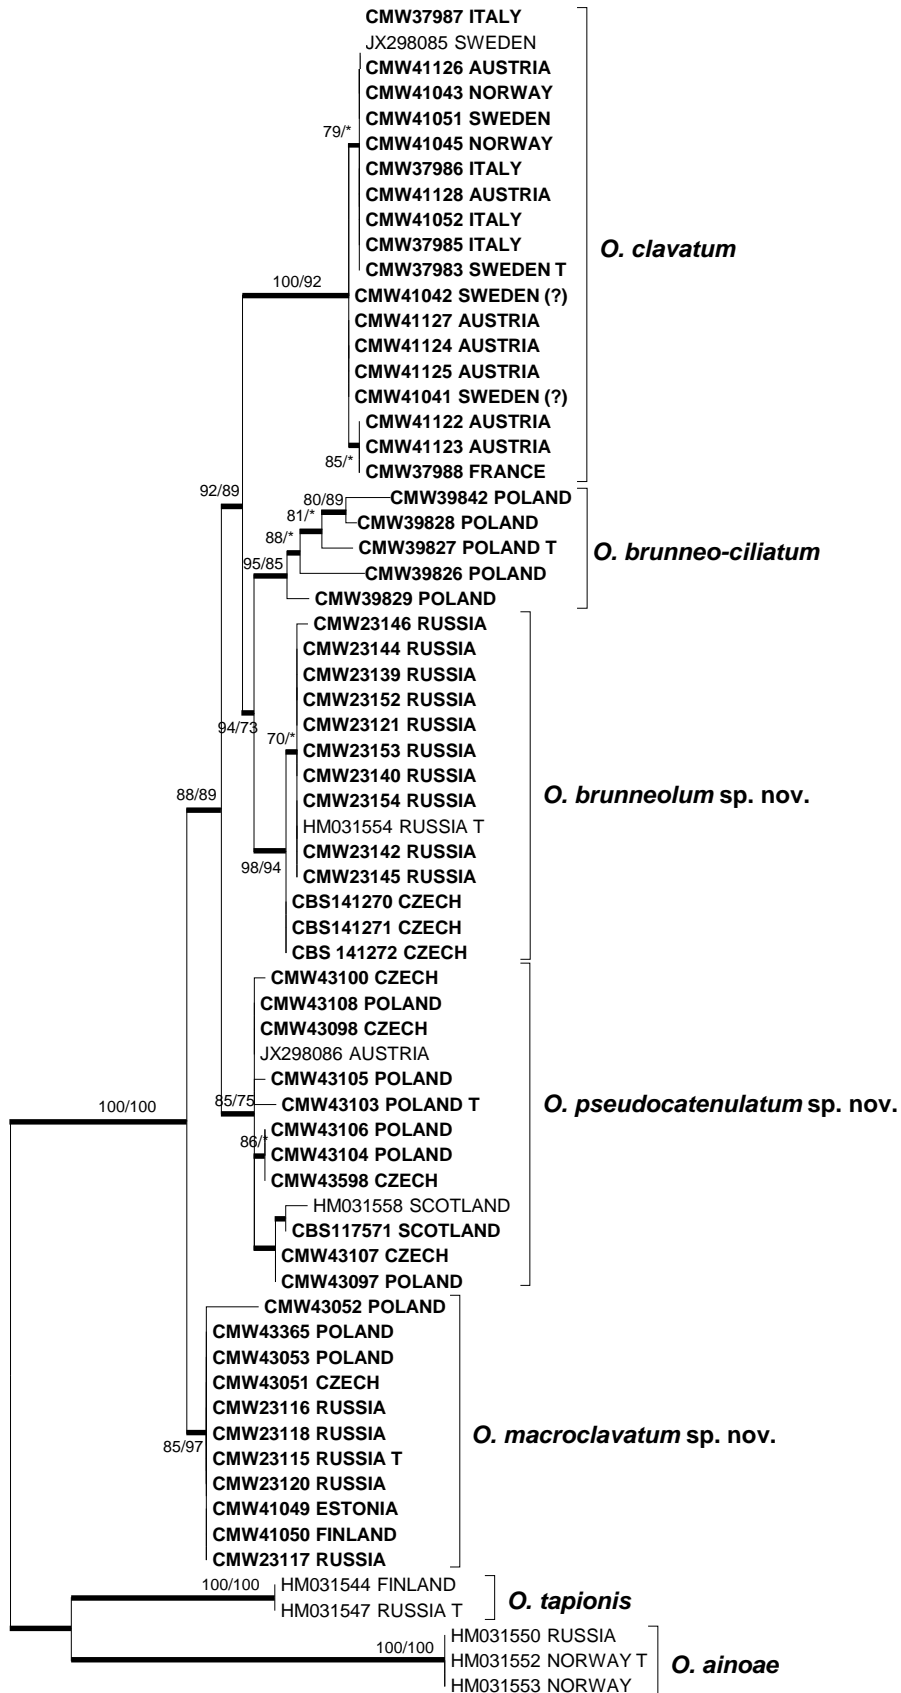 CMW37987 ITALY
JX298085 SWEDEN
CMW41126 AUSTRIA
CMW41043 NORWAY
CMW41051 SWEDEN
79/*
CMW41045 NORWAY
CMW37986 ITALY
CMW41128 AUSTRIA
CMW41052 ITALY
CMW37985 ITALY
O. clavatum
CMW37983 SWEDEN T
100/92
CMW41042 SWEDEN (?)
CMW41127 AUSTRIA
CMW41124 AUSTRIA
CMW41125 AUSTRIA
CMW41041 SWEDEN (?)
CMW41122 AUSTRIA
CMW41123 AUSTRIA
85/*
CMW37988 FRANCE
92/89
80/89
CMW39842 POLAND
81/*
CMW39828 POLAND
88/*
CMW39827 POLAND T
O. brunneo-ciliatum
95/85
CMW39826 POLAND
CMW39829 POLAND
CMW23146 RUSSIA
CMW23144 RUSSIA
CMW23139 RUSSIA
CMW23152 RUSSIA
CMW23121 RUSSIA
94/73
70/*
CMW23153 RUSSIA
CMW23140 RUSSIA
88/89
CMW23154 RUSSIA
O. brunneolum sp. nov.
HM031554 RUSSIA T
CMW23142 RUSSIA
98/94
CMW23145 RUSSIA
CBS141270 CZECH
CBS141271 CZECH
CBS 141272 CZECH
CMW43100 CZECH
CMW43108 POLAND
CMW43098 CZECH
JX298086 AUSTRIA
CMW43105 POLAND
85/75
CMW43103 POLAND T
O. pseudocatenulatum sp. nov.
100/100
CMW43106 POLAND
86/*
CMW43104 POLAND
CMW43598 CZECH
HM031558 SCOTLAND
CBS117571 SCOTLAND
CMW43107 CZECH
CMW43097 POLAND
CMW43052 POLAND
CMW43365 POLAND
CMW43053 POLAND
CMW43051 CZECH
CMW23116 RUSSIA
CMW23118 RUSSIA
O. macroclavatum sp. nov.
85/97
CMW23115 RUSSIA T
CMW23120 RUSSIA
CMW41049 ESTONIA
CMW41050 FINLAND
CMW23117 RUSSIA
100/100
HM031544 FINLAND
O. tapionis
HM031547 RUSSIA T
HM031550 RUSSIA
100/100
HM031552 NORWAY T
O. ainoae
HM031553 NORWAY